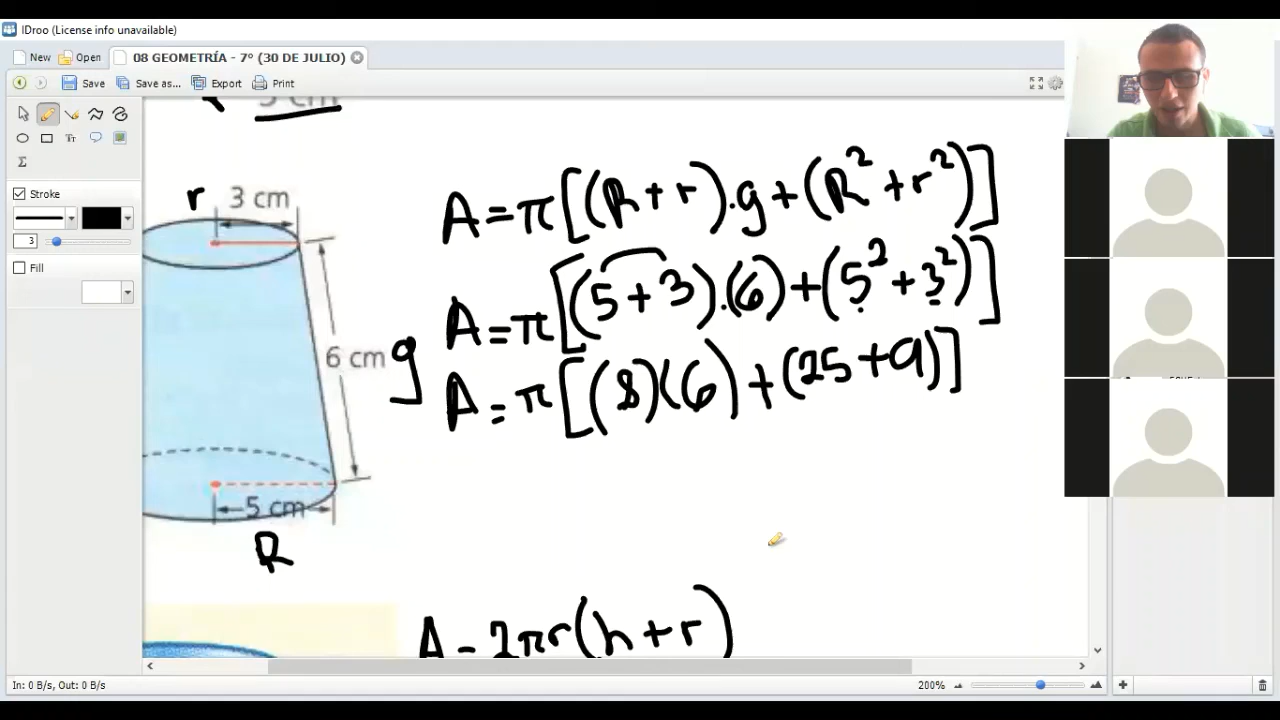 IDroo (License info unavailable)
New Open 08 GEOMETRÍA - 7º (30 DE JULIO)
Save Save as... Export Print
Tт
Σ
Stroke
3
Fill
r 3 cm
6 cm g
5 cm
R
A=π[(R+r).g+(R²+r²)]
A=π[(5+3).(6)+(5²+3²)]
A=π[(8)(6)+(25+9)]
A=2πr(h+r)
In: 0 B/s, Out: 0 B/s 200%